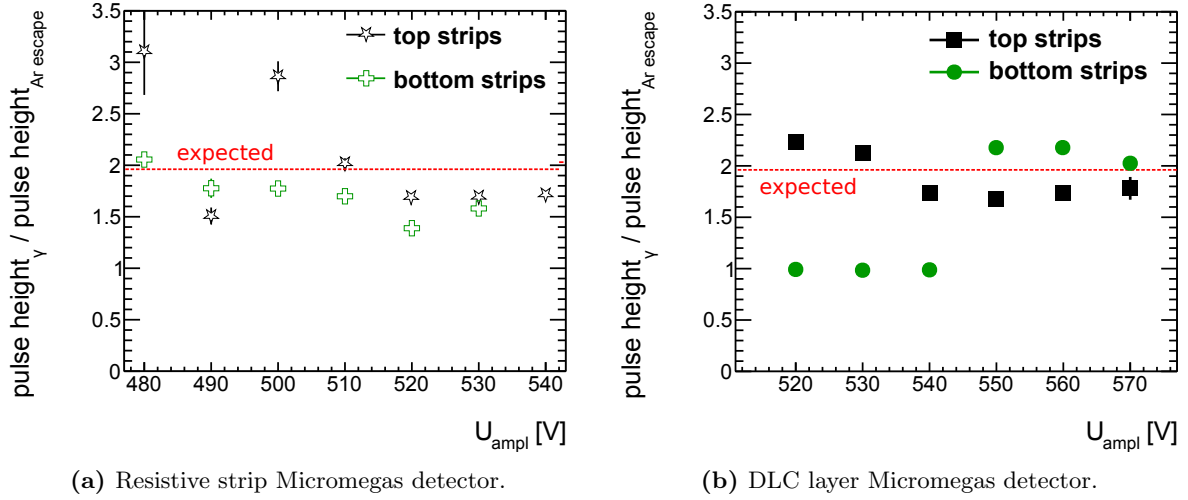 pulse height_γ / pulse height_Ar escape
3.5
3
2.5
2
1.5
1
0.5
0
top strips
bottom strips
expected
480 490 500 510 520 530 540
U_ampl [V]
(a) Resistive strip Micromegas detector.
pulse height_γ / pulse height_Ar escape
3.5
3
2.5
2
1.5
1
0.5
0
top strips
bottom strips
expected
520 530 540 550 560 570
U_ampl [V]
(b) DLC layer Micromegas detector.